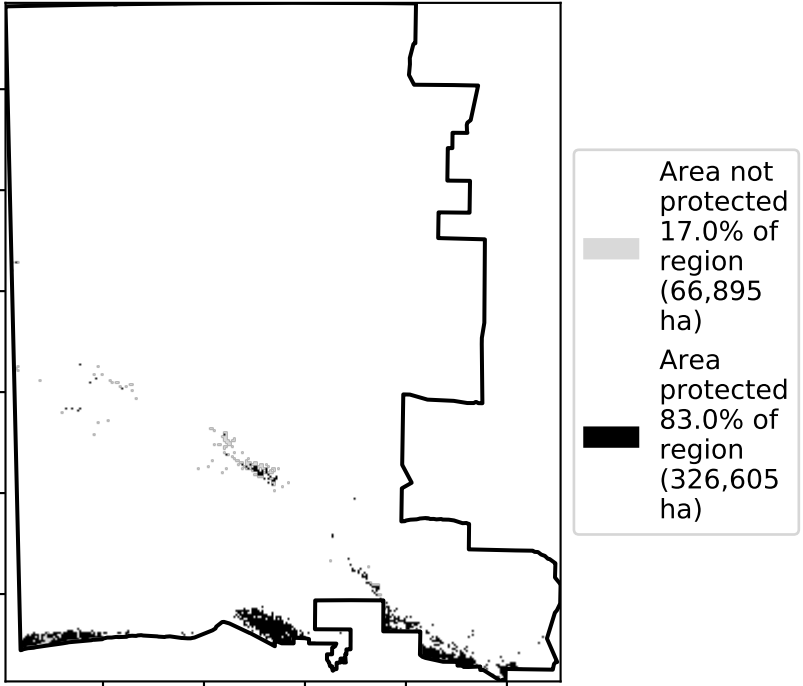 Area not
protected
17.0% of
region
(66,895
ha)
Area
protected
83.0% of
region
(326,605
ha)